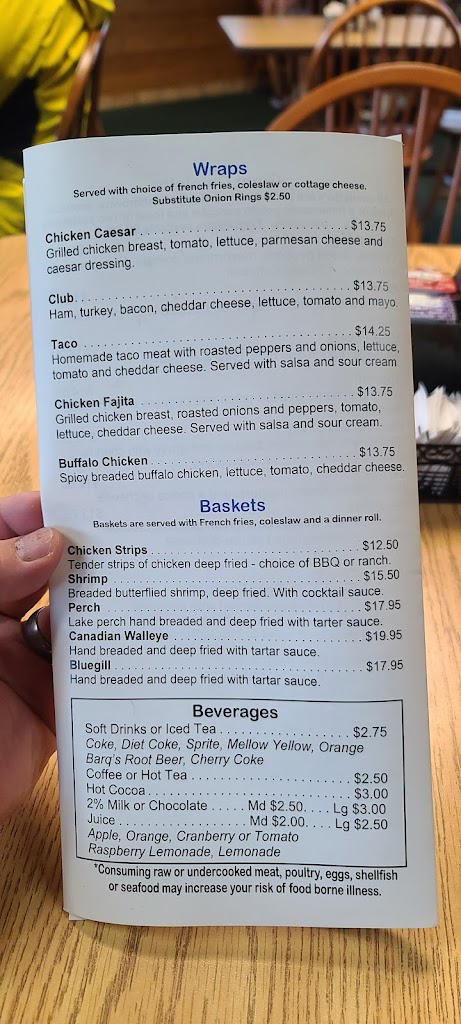 Wraps
Served with choice of french fries, coleslaw or cottage cheese.
Substitute Onion Rings $2.50
Chicken Caesar . . . . . . . . . . . . . . . . . . . . . . . . . . . . . . . $13.75
Grilled chicken breast, tomato, lettuce, parmesan cheese and
caesar dressing.
Club. . . . . . . . . . . . . . . . . . . . . . . . . . . . . . . . . . . . . . . . $13.75
Ham, turkey, bacon, cheddar cheese, lettuce, tomato and mayo.
Taco . . . . . . . . . . . . . . . . . . . . . . . . . . . . . . . . . . . . . . . $14.25
Homemade taco meat with roasted peppers and onions, lettuce,
tomato and cheddar cheese. Served with salsa and sour cream
Chicken Fajita . . . . . . . . . . . . . . . . . . . . . . . . . . . . . . . $13.75
Grilled chicken breast, roasted onions and peppers, tomato,
lettuce, cheddar cheese. Served with salsa and sour cream.
Buffalo Chicken . . . . . . . . . . . . . . . . . . . . . . . . . . . . . $13.75
Spicy breaded buffalo chicken, lettuce, tomato, cheddar cheese.
Baskets
Baskets are served with French fries, coleslaw and a dinner roll.
Chicken Strips . . . . . . . . . . . . . . . . . . . . . . . . . . . . . . $12.50
Tender strips of chicken deep fried - choice of BBQ or ranch.
Shrimp . . . . . . . . . . . . . . . . . . . . . . . . . . . . . . . . . . . . $15.50
Breaded butterflied shrimp, deep fried. With cocktail sauce.
Perch . . . . . . . . . . . . . . . . . . . . . . . . . . . . . . . . . . . . . $17.95
Lake perch hand breaded and deep fried with tarter sauce.
Canadian Walleye . . . . . . . . . . . . . . . . . . . . . . . . . . . $19.95
Hand breaded and deep fried with tartar sauce.
Bluegill . . . . . . . . . . . . . . . . . . . . . . . . . . . . . . . . . . . $17.95
Hand breaded and deep fried with tartar sauce.
Beverages
Soft Drinks or Iced Tea . . . . . . . . . . . . . . . . . . $2.75
Coke, Diet Coke, Sprite, Mellow Yellow, Orange
Barq's Root Beer, Cherry Coke
Coffee or Hot Tea . . . . . . . . . . . . . . . . . . . . . . $2.50
Hot Cocoa . . . . . . . . . . . . . . . . . . . . . . . . . . . . $3.00
2% Milk or Chocolate . . . . . Md $2.50. . . . Lg $3.00
Juice . . . . . . . . . . . . . . . . . Md $2.00. . . . Lg $2.50
Apple, Orange, Cranberry or Tomato
Raspberry Lemonade, Lemonade
*Consuming raw or undercooked meat, poultry, eggs, shellfish
or seafood may increase your risk of food borne illness.